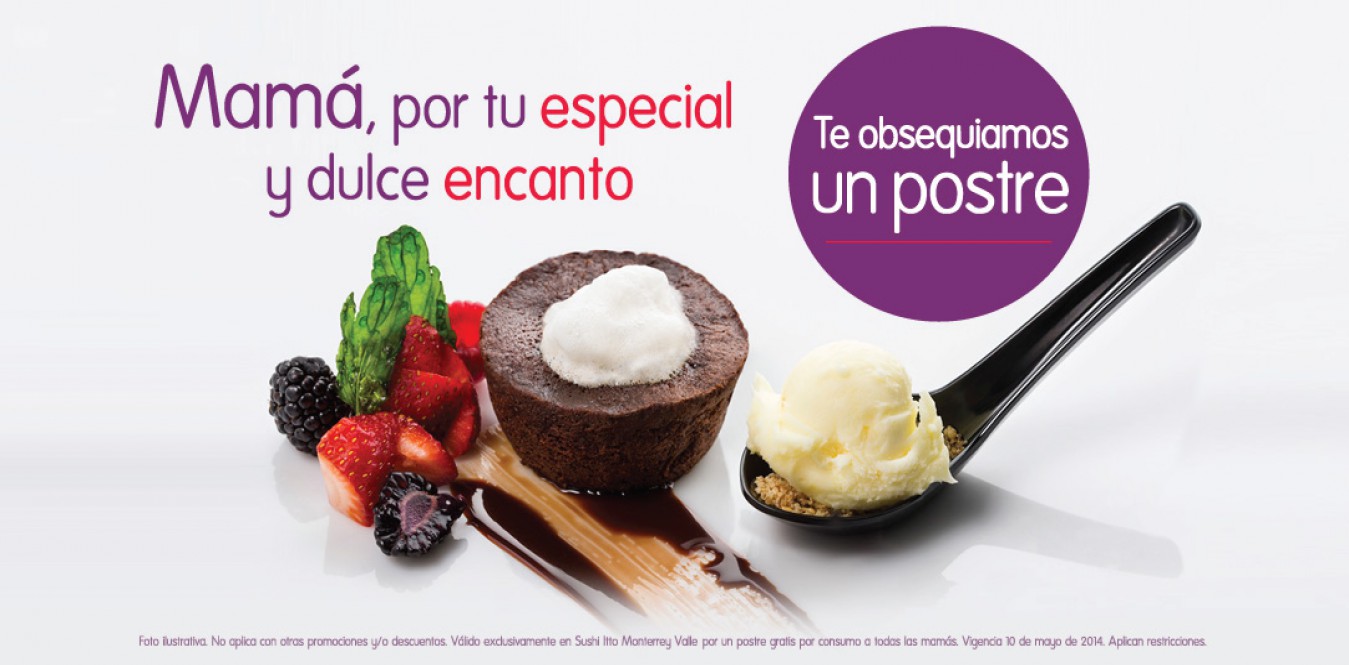 Mamá, por tu especial
y dulce encanto
Te obsequiamos
un postre
Foto ilustrativa. No aplica con otras promociones y/o descuentos. Válido exclusivamente en Sushi Itto Monterrey Valle por un postre gratis por consumo a todas las mamás. Vigencia 10 de mayo de 2014. Aplican restricciones.